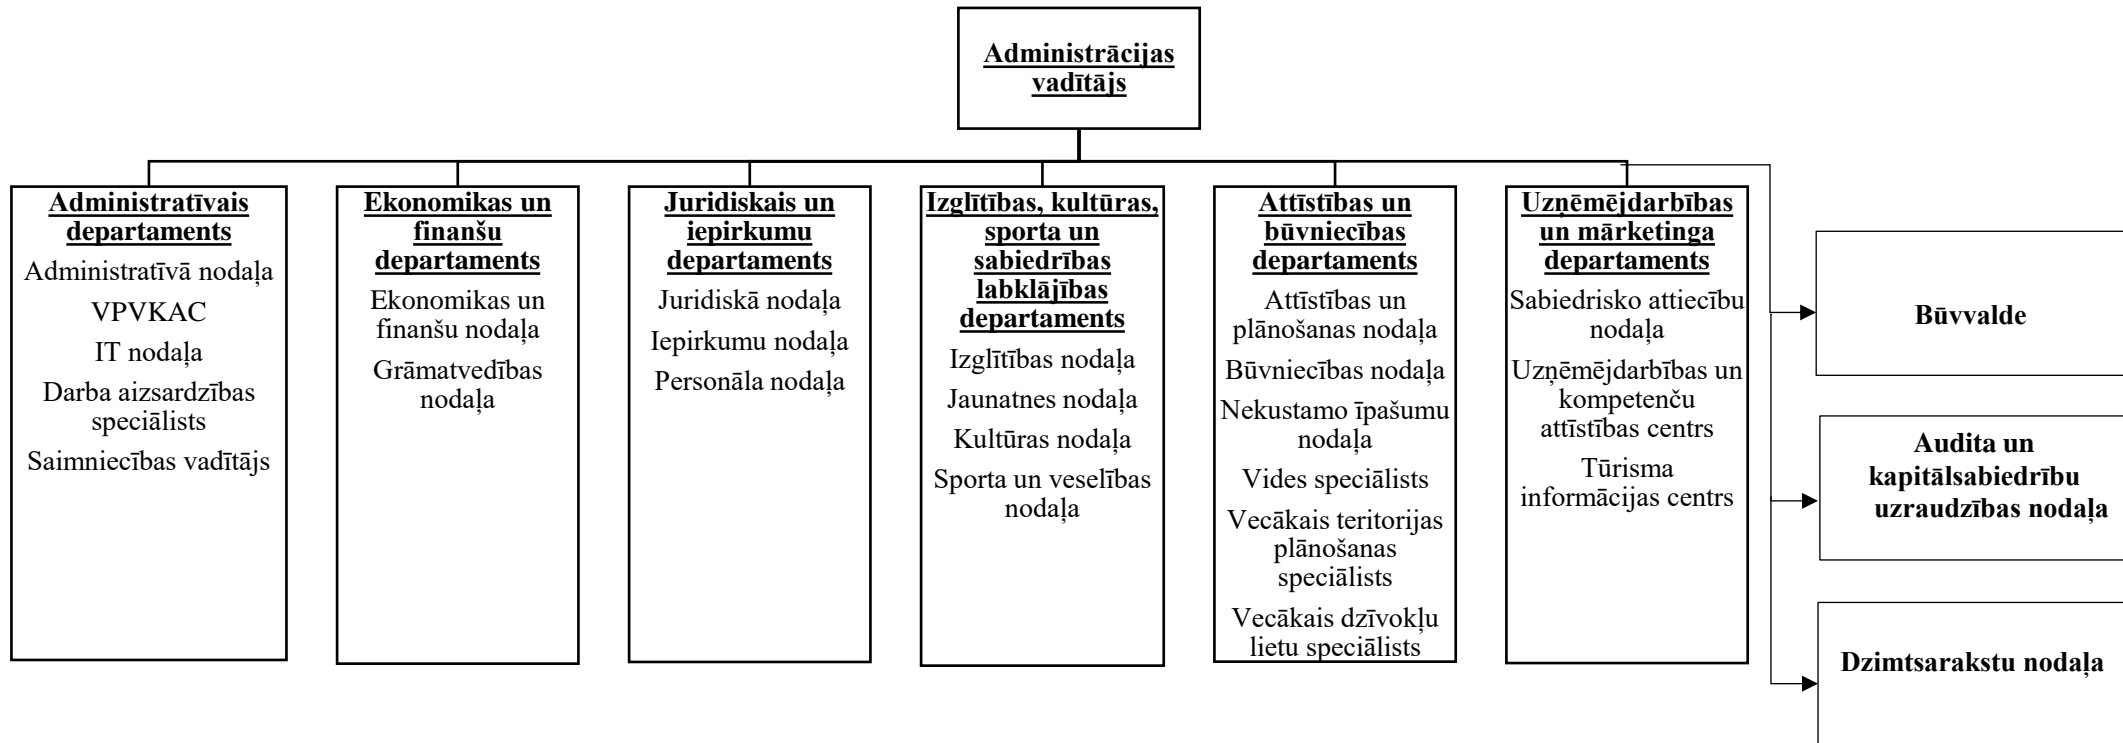 Administrācijas
vadītājs
Administratīvais
departaments
Administratīvā nodaļa
VPVKAC
IT nodaļa
Darba aizsardzības
speciālists
Saimniecības vadītājs
Ekonomikas un
finanšu
departaments
Ekonomikas un
finanšu nodaļa
Grāmatvedības
nodaļa
Juridiskais un
iepirkumu
departaments
Juridiskā nodaļa
Iepirkumu nodaļa
Personāla nodaļa
Izglītības, kultūras,
sporta un
sabiedrības
labklājības
departaments
Izglītības nodaļa
Jaunatnes nodaļa
Kultūras nodaļa
Sporta un veselības
nodaļa
Attīstības un
būvniecības
departaments
Attīstības un
plānošanas nodaļa
Būvniecības nodaļa
Nekustamo īpašumu
nodaļa
Vides speciālists
Vecākais teritorijas
plānošanas
speciālists
Vecākais dzīvokļu
lietu speciālists
Uzņēmējdarbības
un mārketinga
departaments
Sabiedrisko attiecību
nodaļa
Uzņēmējdarbības un
kompetenču
attīstības centrs
Tūrisma
informācijas centrs
Būvvalde
Audita un
kapitālsabiedrību
uzraudzības nodaļa
Dzimtsarakstu nodaļa